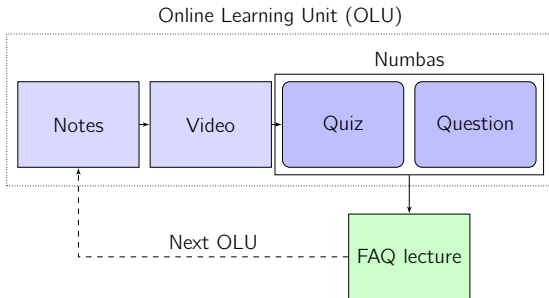 Online Learning Unit (OLU)
Numbas
Notes
Video
Quiz
Question
Next OLU
FAQ lecture